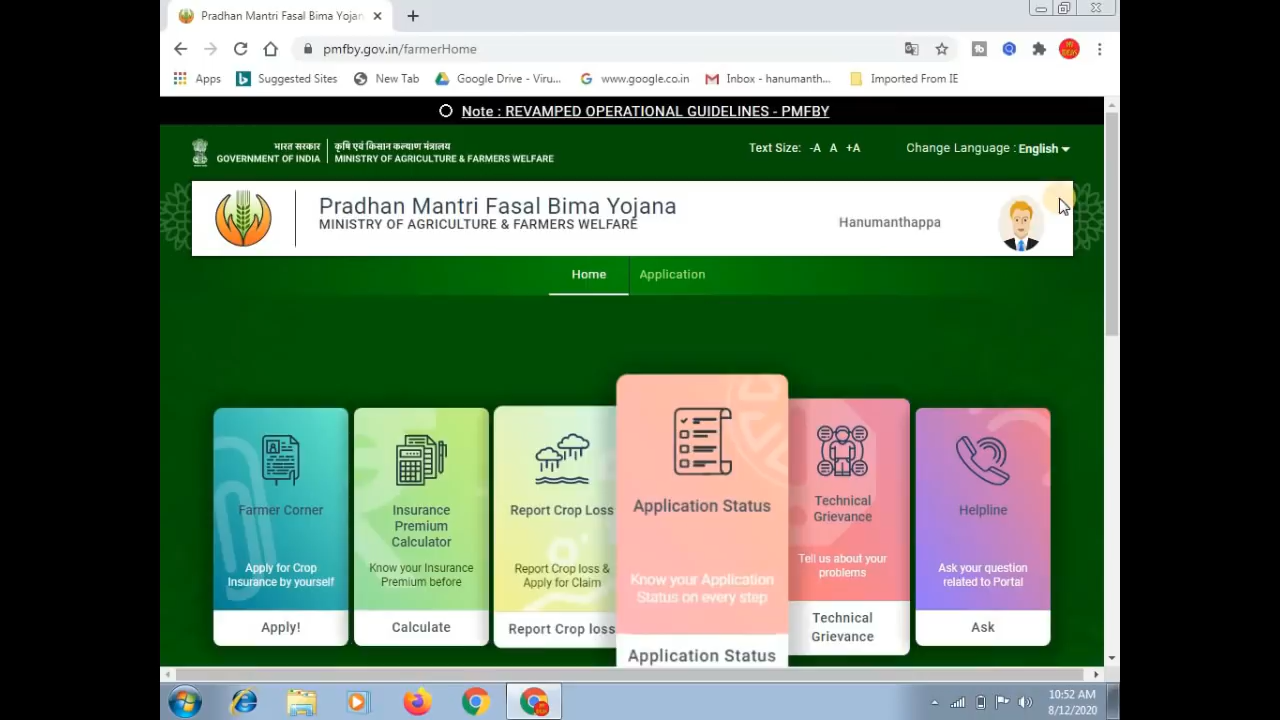 Pradhan Mantri Fasal Bima Yojan
pmfby.gov.in/farmerHome
Apps
Suggested Sites
New Tab
Google Drive - Viru...
www.google.co.in
Inbox - hanumanth...
Imported From IE
Note : REVAMPED OPERATIONAL GUIDELINES - PMFBY
भारत सरकार
GOVERNMENT OF INDIA
कृषि एवं किसान कल्याण मंत्रालय
MINISTRY OF AGRICULTURE & FARMERS WELFARE
Text Size: -A A +A
Change Language : English
Pradhan Mantri Fasal Bima Yojana
MINISTRY OF AGRICULTURE & FARMERS WELFARE
Hanumanthappa
Home
Application
Farmer Corner
Apply for Crop
Insurance by yourself
Apply!
Insurance
Premium
Calculator
Know your Insurance
Premium before
Calculate
Report Crop Loss
Report Crop loss &
Apply for Claim
Report Crop loss
Application Status
Know your Application
Status on every step
Application Status
Technical
Grievance
Tell us about your
problems
Technical
Grievance
Helpline
Ask your question
related to Portal
Ask
10:52 AM
8/12/2020